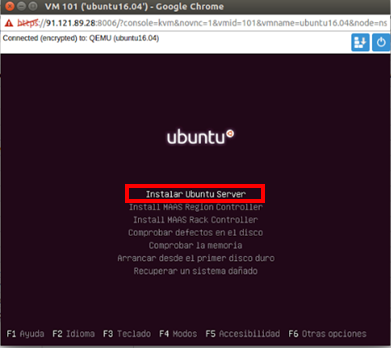 VM 101 ('ubuntu16.04') - Google Chrome
https://91.121.89.28:8006/?console=kvm&novnc=1&vmid=101&vmname=ubuntu16.04&node=ns
Connected (encrypted) to: QEMU (ubuntu16.04)
ubuntu
Instalar Ubuntu Server
Install MAAS Region Controller
Install MAAS Rack Controller
Comprobar defectos en el disco
Comprobar la memoria
Arrancar desde el primer disco duro
Recuperar un sistema dañado
F1 Ayuda F2 Idioma F3 Teclado F4 Modos F5 Accesibilidad F6 Otras opciones